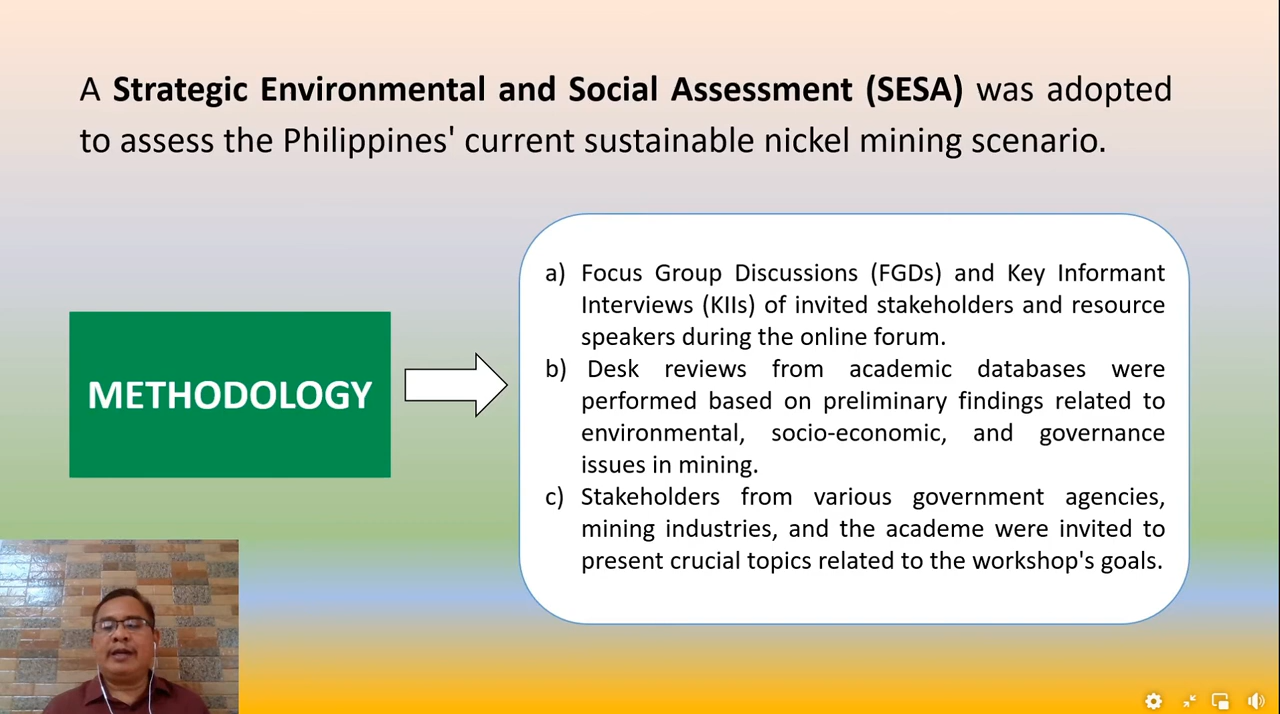 A Strategic Environmental and Social Assessment (SESA) was adopted
to assess the Philippines' current sustainable nickel mining scenario.
METHODOLOGY
a) Focus Group Discussions (FGDs) and Key Informant
Interviews (KIIs) of invited stakeholders and resource
speakers during the online forum.
b) Desk reviews from academic databases were
performed based on preliminary findings related to
environmental, socio-economic, and governance
issues in mining.
c) Stakeholders from various government agencies,
mining industries, and the academe were invited to
present crucial topics related to the workshop's goals.